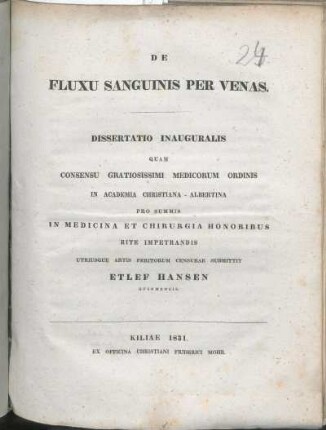 24
DE
FLUXU SANGUINIS PER VENAS.
DISSERTATIO INAUGURALIS
QUAM
CONSENSU GRATIOSISSIMI MEDICORUM ORDINIS
IN ACADEMIA CHRISTIANA-ALBERTINA
PRO SUMMIS
IN MEDICINA ET CHIRURGIA HONORIBUS
RITE IMPETRANDIS
UTRIUSQUE ARTIS PERITORUM CENSURAE SUBMITTIT
ETLEF HANSEN
KILIAE 1831.
EX OFFICINA CHRISTIANI FRIDERICI MOHR.